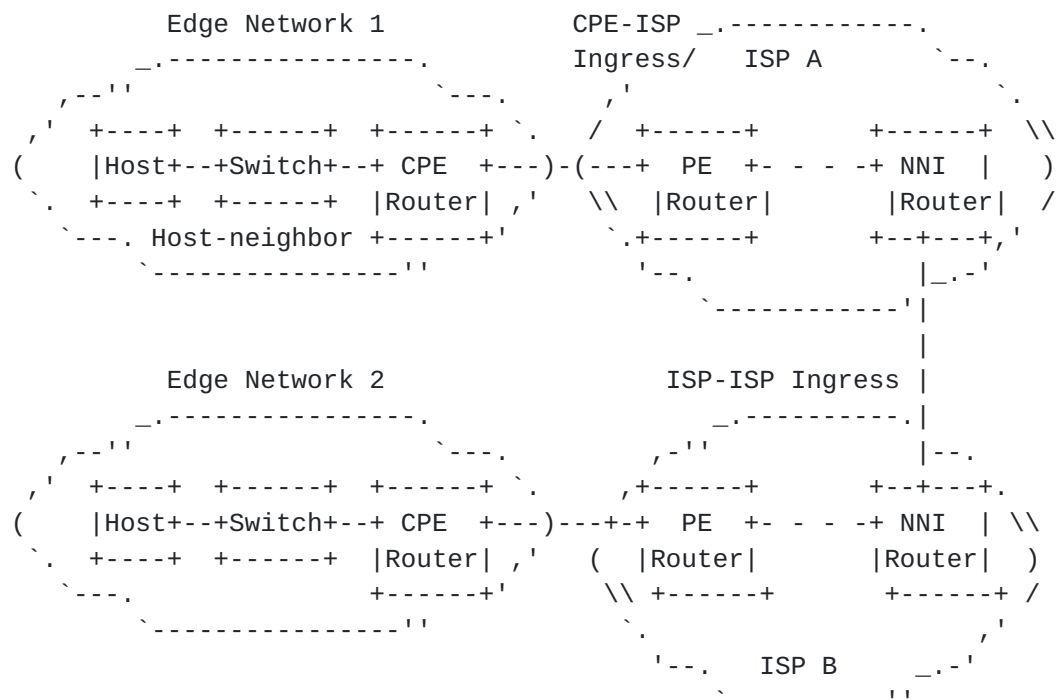 Edge Network 1            CPE-ISP _.------------.
         _.----------------.         Ingress/   ISP A       `--.
    ,--''                    `---.      ,'                       `.
  ,'  +----+  +------+  +------+ `.   /  +------+       +------+  \\
 (    |Host+--+Switch+--+ CPE  +---)-(---+  PE  +- - - -+ NNI  |   )
  `.  +----+  +------+  |Router| ,'   \\  |Router|       |Router|  /
    `---. Host-neighbor +------+'      `.+------+       +--+---+,'
         `----------------''             '--.              |_.-'
                                             `------------'|
                                                           |
          Edge Network 2                  ISP-ISP Ingress |
         _.----------------.                  _.----------.|
    ,--''                    `---.         ,-''             |--.
  ,'  +----+  +------+  +------+ `.     ,+------+       +--+---+.
 (    |Host+--+Switch+--+ CPE  +---)---+-+  PE  +- - - -+ NNI  | \\
  `.  +----+  +------+  |Router| ,'   (  |Router|       |Router|  )
    `---.               +------+'      \\ +------+       +------+ /
         `----------------''            `.                     ,'
                                          '--.   ISP B     _.-'
                                              `----------''